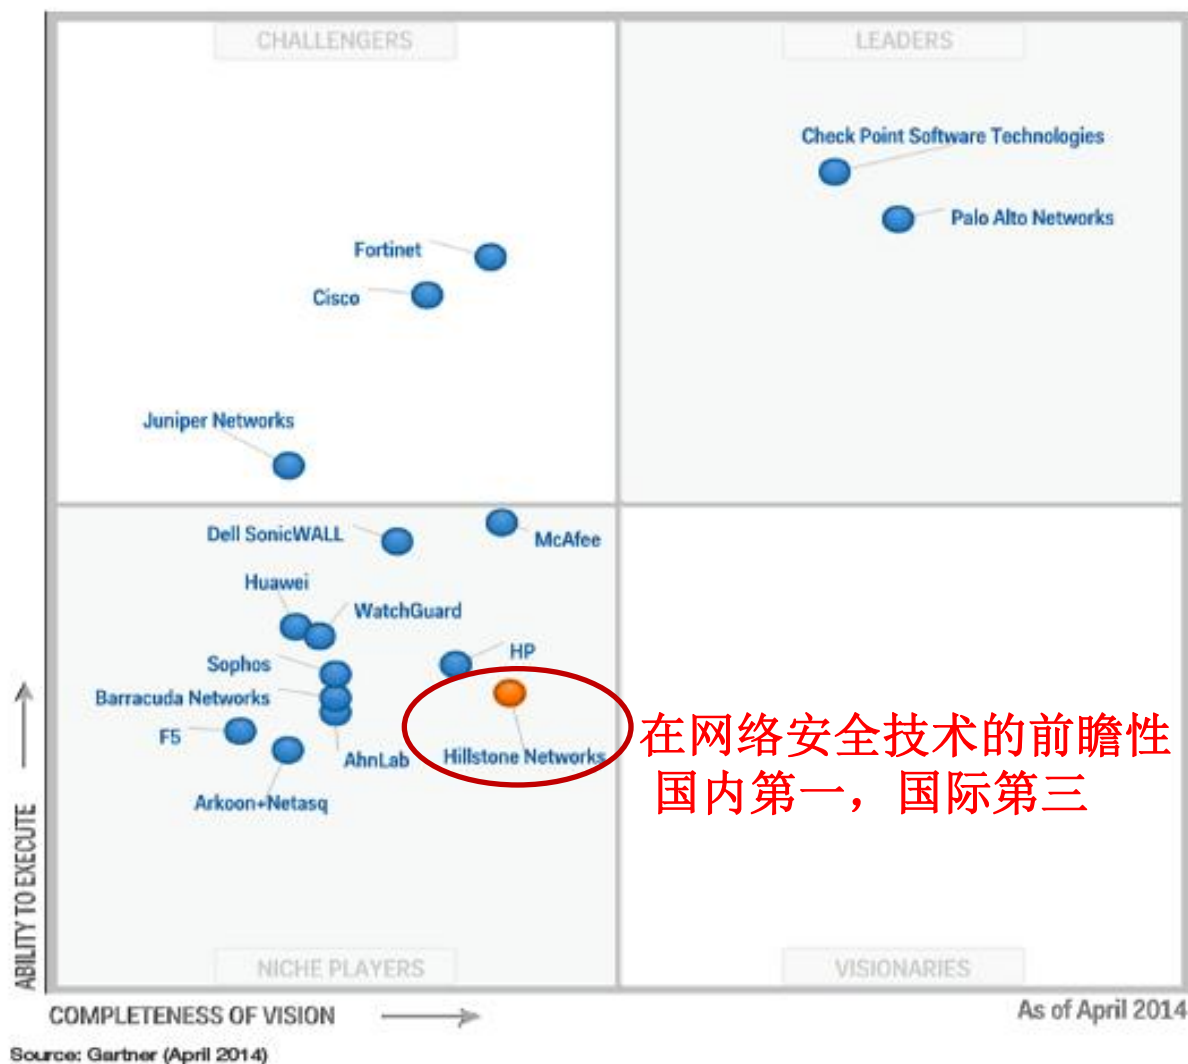 CHALLENGERS
LEADERS
Check Point Software Technologies
Palo Alto Networks
Fortinet
Cisco
Juniper Networks
Dell SonicWALL
McAfee
Huawei
WatchGuard
HP
Sophos
Barracuda Networks
F5
AhnLab
Hillstone Networks
Arkoon+Netasq
在网络安全技术的前瞻性
国内第一，国际第三
ABILITY TO EXECUTE
NICHE PLAYERS
VISIONARIES
COMPLETENESS OF VISION
As of April 2014
Source: Gartner (April 2014)